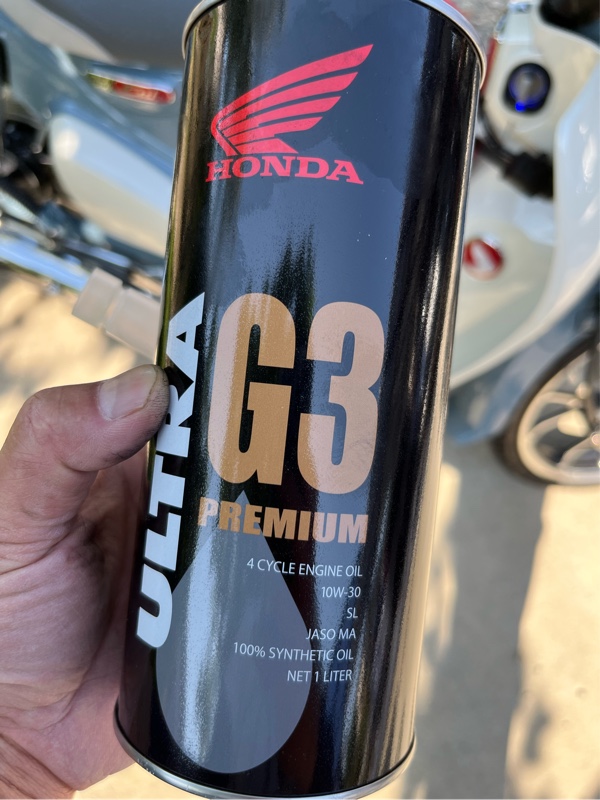 HONDA
ULTRA
G3
PREMIUM
4 CYCLE ENGINE OIL
10W-30
SL
JASO MA
100% SYNTHETIC OIL
NET 1 LITER